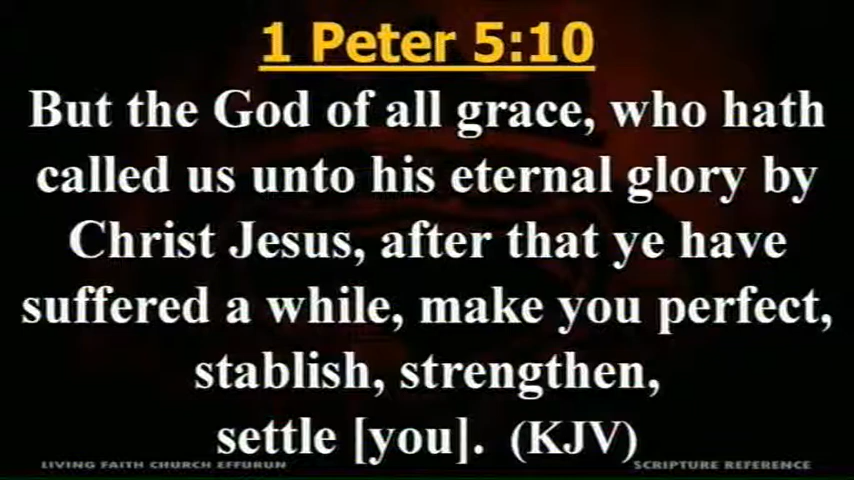 1 Peter 5:10
But the God of all grace, who hath
called us unto his eternal glory by
Christ Jesus, after that ye have
suffered a while, make you perfect,
stablish, strengthen,
settle [you]. (KJV)
LIVING FAITH CHURCH EFFURUN SCRIPTURE REFERENCE